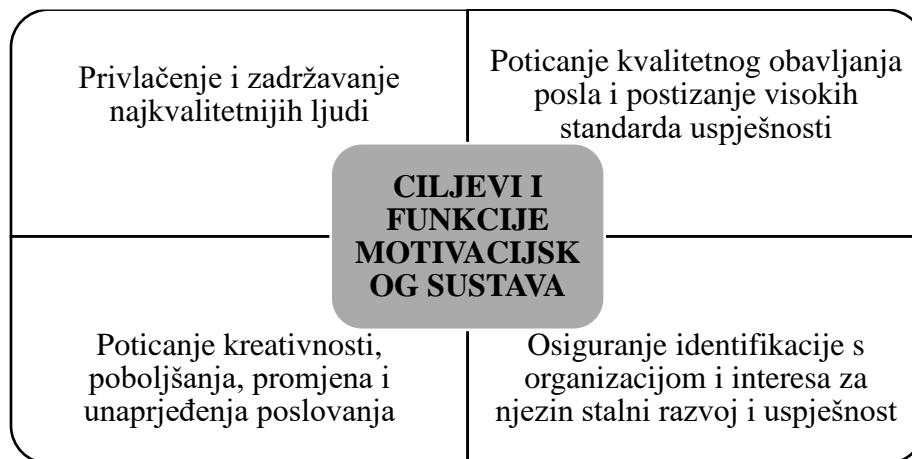 Privlačenje i zadržavanje
najkvalitetnijih ljudi
Poticanje kvalitetnog obavljanja
posla i postizanje visokih
standarda uspješnosti
CILJEVI I
FUNKCIJE
MOTIVACIJSK
OG SUSTAVA
Poticanje kreativnosti,
poboljšanja, promjena i
unaprjeđenja poslovanja
Osiguranje identifikacije s
organizacijom i interesa za
njezin stalni razvoj i uspješnost